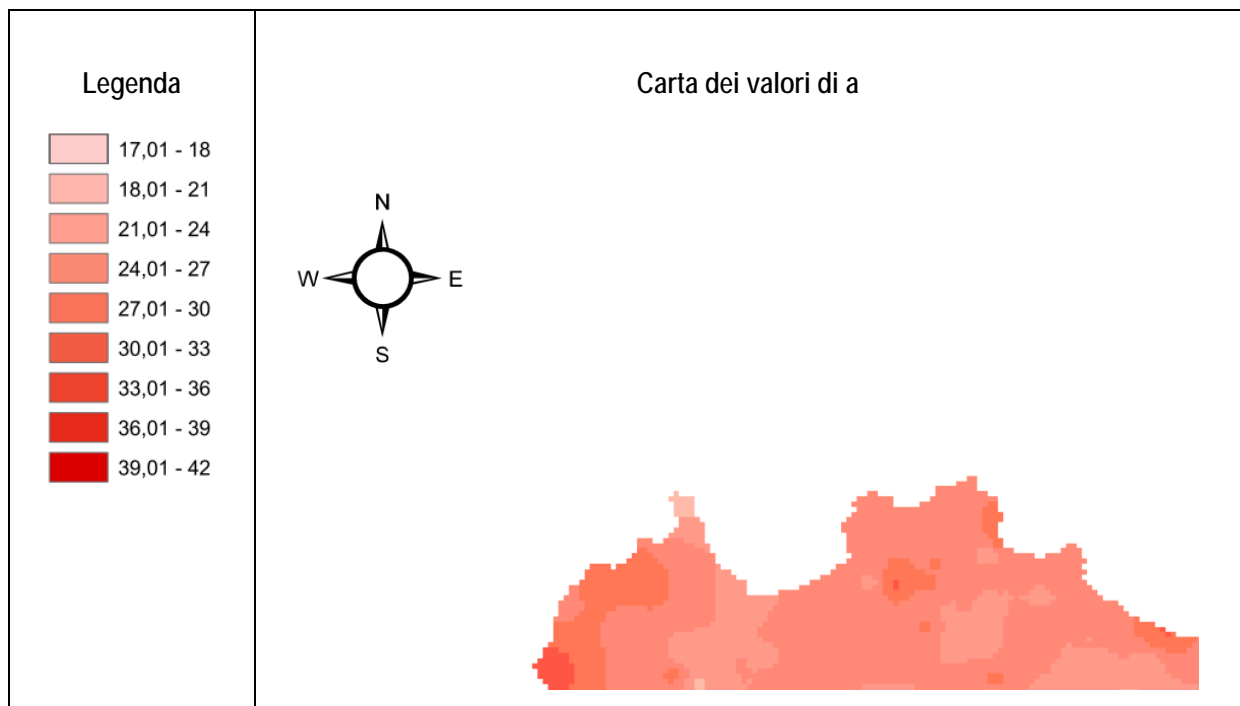 Legenda
17,01 - 18
18,01 - 21
21,01 - 24
24,01 - 27
27,01 - 30
30,01 - 33
33,01 - 36
36,01 - 39
39,01 - 42
Carta dei valori di a
N
W E
S